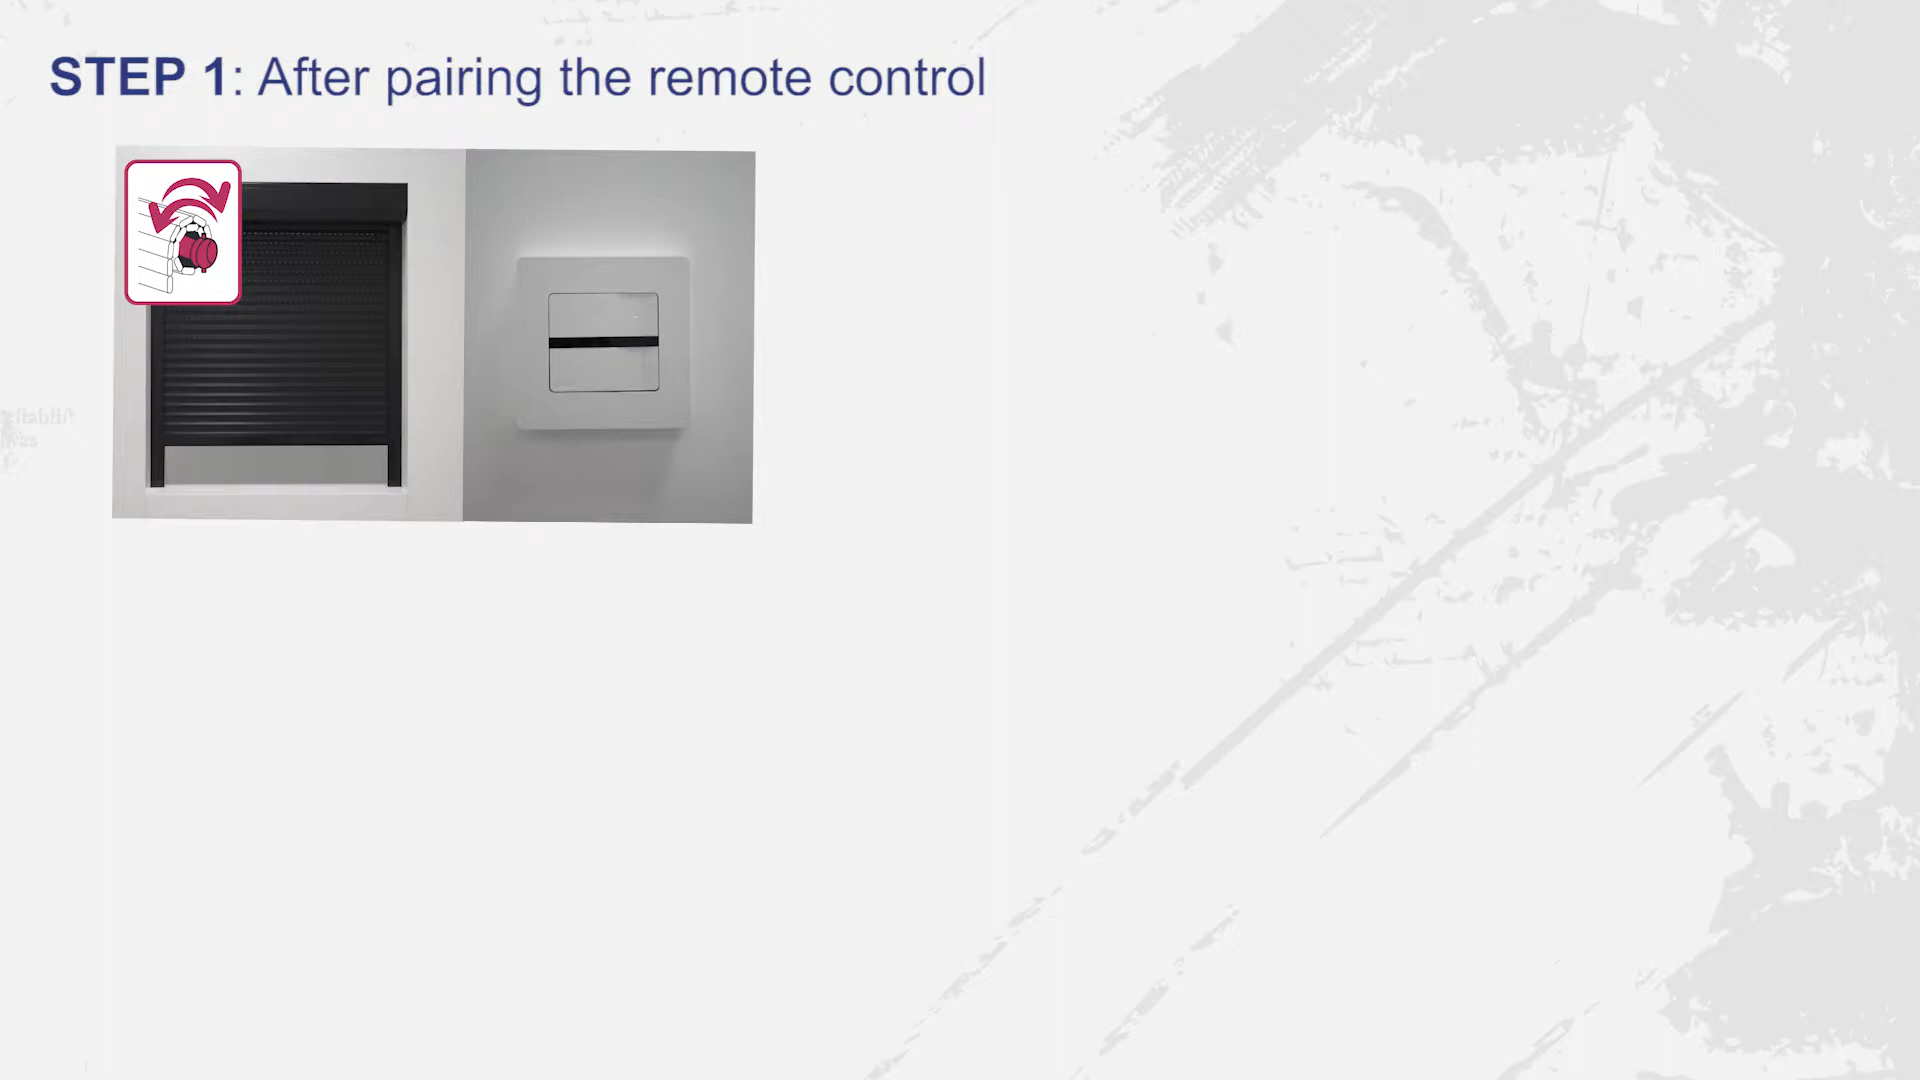 STEP 1: After pairing the remote control